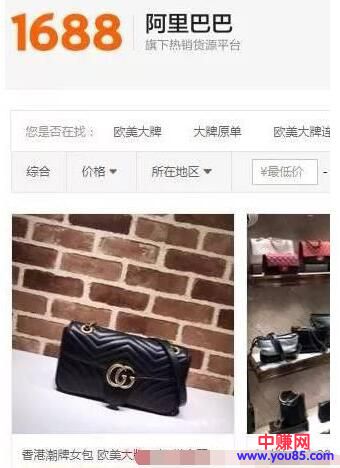 1688
阿里巴巴
旗下热销货源平台
您是否在找： 欧美大牌 大牌原单 欧美大牌连
综合 价格 所在地区 ¥最低价 -
香港潮牌女包 欧美大牌
中赚网
www.you85.com